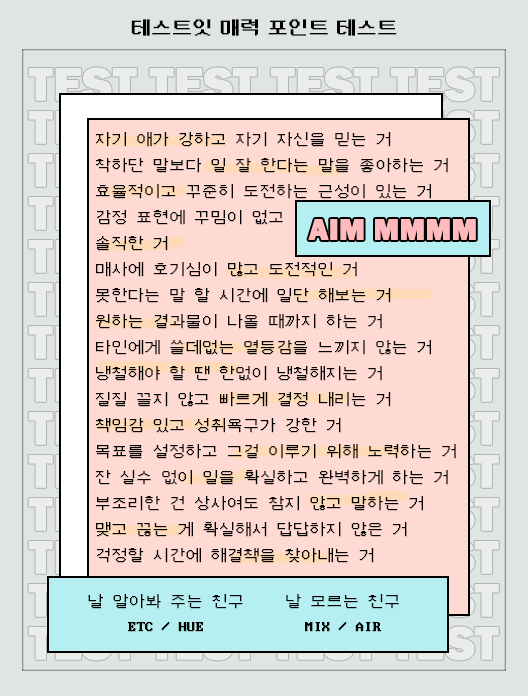 테스트잇 매력 포인트 테스트
TEST TEST TEST TEST
자기 애가 강하고 자기 자신을 믿는 거
착하단 말보다 일 잘 한다는 말을 좋아하는 거
효율적이고 꾸준히 도전하는 근성이 있는 거
감정 표현에 꾸밈이 없고
솔직한 거
AIM MMMM
매사에 호기심이 많고 도전적인 거
못한다는 말 할 시간에 일단 해보는 거
원하는 결과물이 나올 때까지 하는 거
타인에게 쓸데없는 열등감을 느끼지 않는 거
냉철해야 할 땐 한없이 냉철해지는 거
질질 끌지 않고 빠르게 결정 내리는 거
책임감 있고 성취욕구가 강한 거
목표를 설정하고 그걸 이루기 위해 노력하는 거
잔 실수 없이 일을 확실하고 완벽하게 하는 거
부조리한 건 상사여도 참지 않고 말하는 거
맺고 끊는 게 확실해서 답답하지 않은 거
걱정할 시간에 해결책을 찾아내는 거
날 알아봐 주는 친구 날 모르는 친구
ETC / HUE MIX / AIR